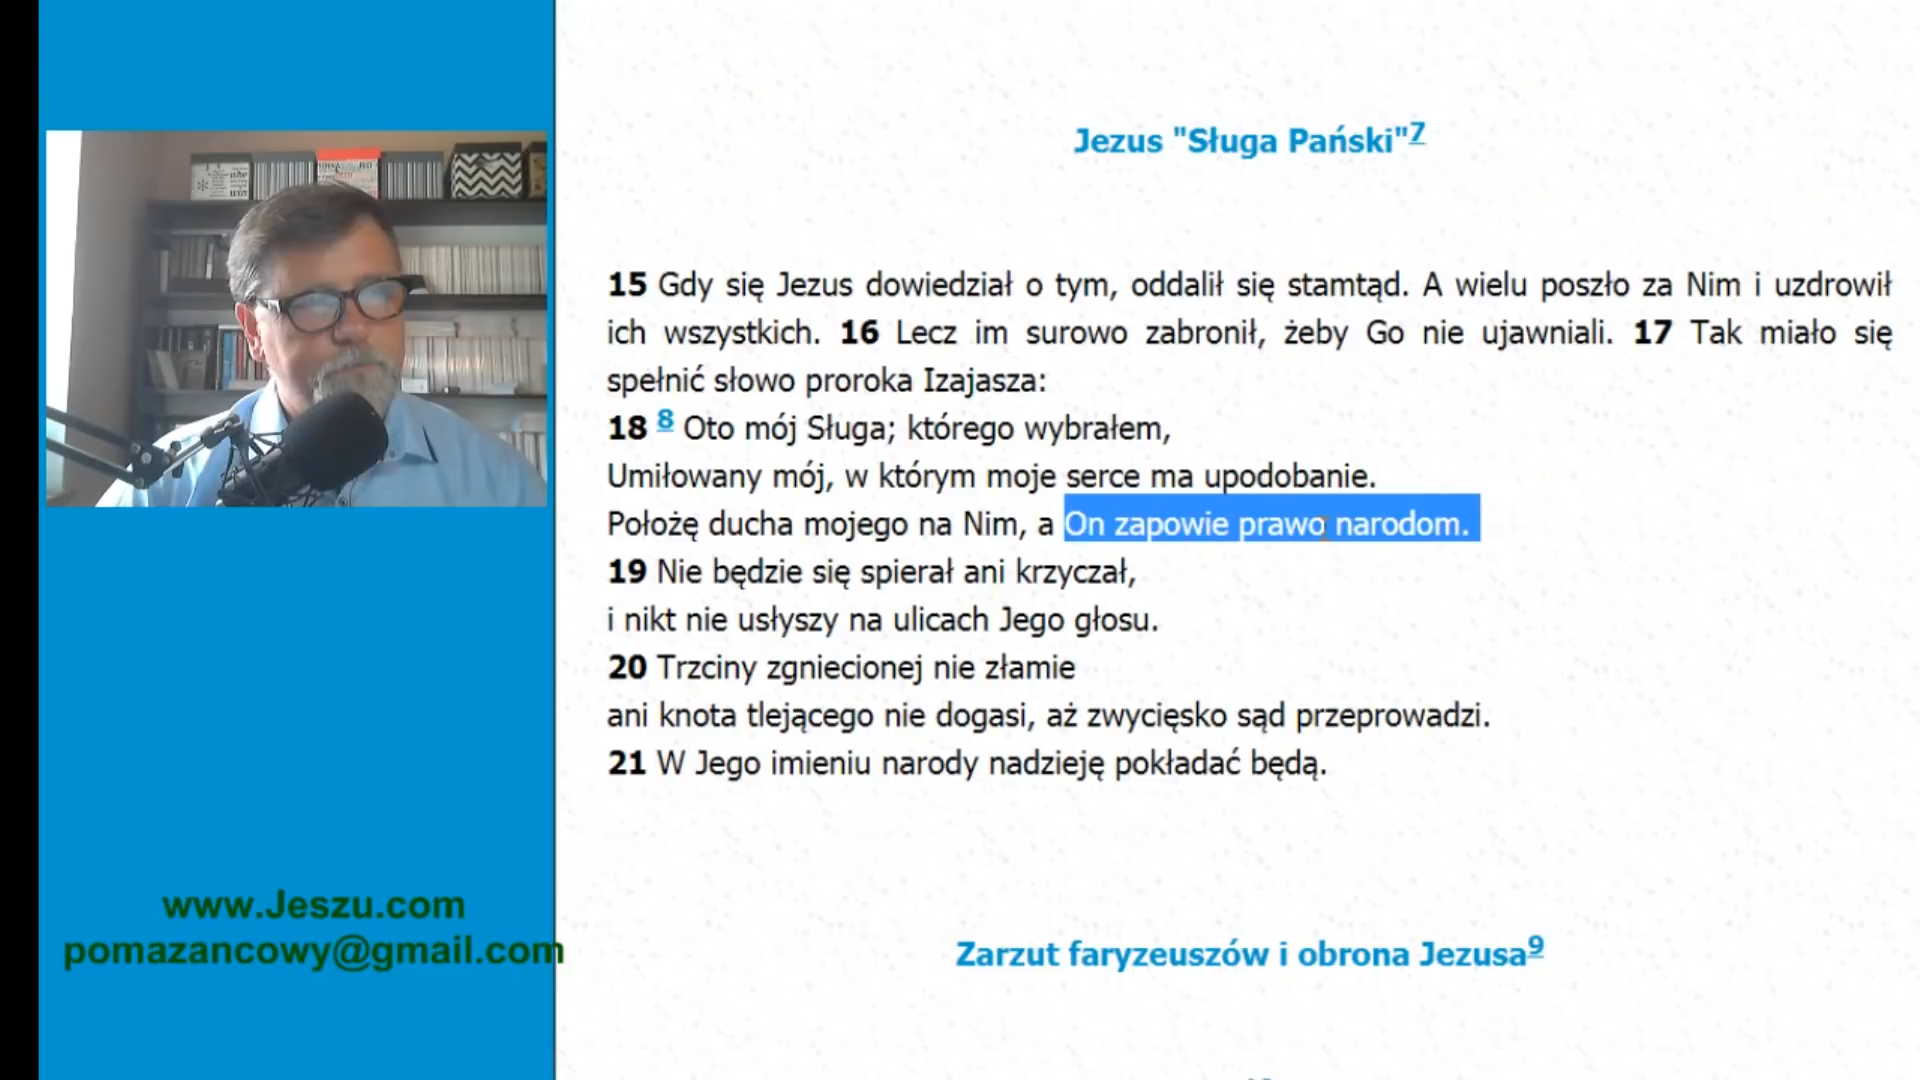 Jezus "Sługa Pański"7
15 Gdy się Jezus dowiedział o tym, oddalił się stamtąd. A wielu poszło za Nim i uzdrowił
ich wszystkich. 16 Lecz im surowo zabronił, żeby Go nie ujawniali. 17 Tak miało się
spełnić słowo proroka Izajasza:
18 8 Oto mój Sługa; którego wybrałem,
Umiłowany mój, w którym moje serce ma upodobanie.
Położę ducha mojego na Nim, a On zapowie prawo narodom.
19 Nie będzie się spierał ani krzyczał,
i nikt nie usłyszy na ulicach Jego głosu.
20 Trzciny zgniecionej nie złamie
ani knota tlejącego nie dogasi, aż zwycięsko sąd przeprowadzi.
21 W Jego imieniu narody nadzieję pokładać będą.
www.Jeszu.com
pomazancowy@gmail.com
Zarzut faryzeuszów i obrona Jezusa9